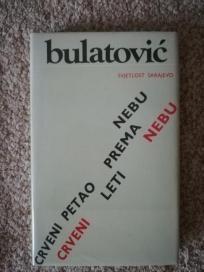 bulatović
SVJETLOST SARAJEVO
CRVENI PETAO
CRVENI
LETI
PREMA
NEBU
NEBU